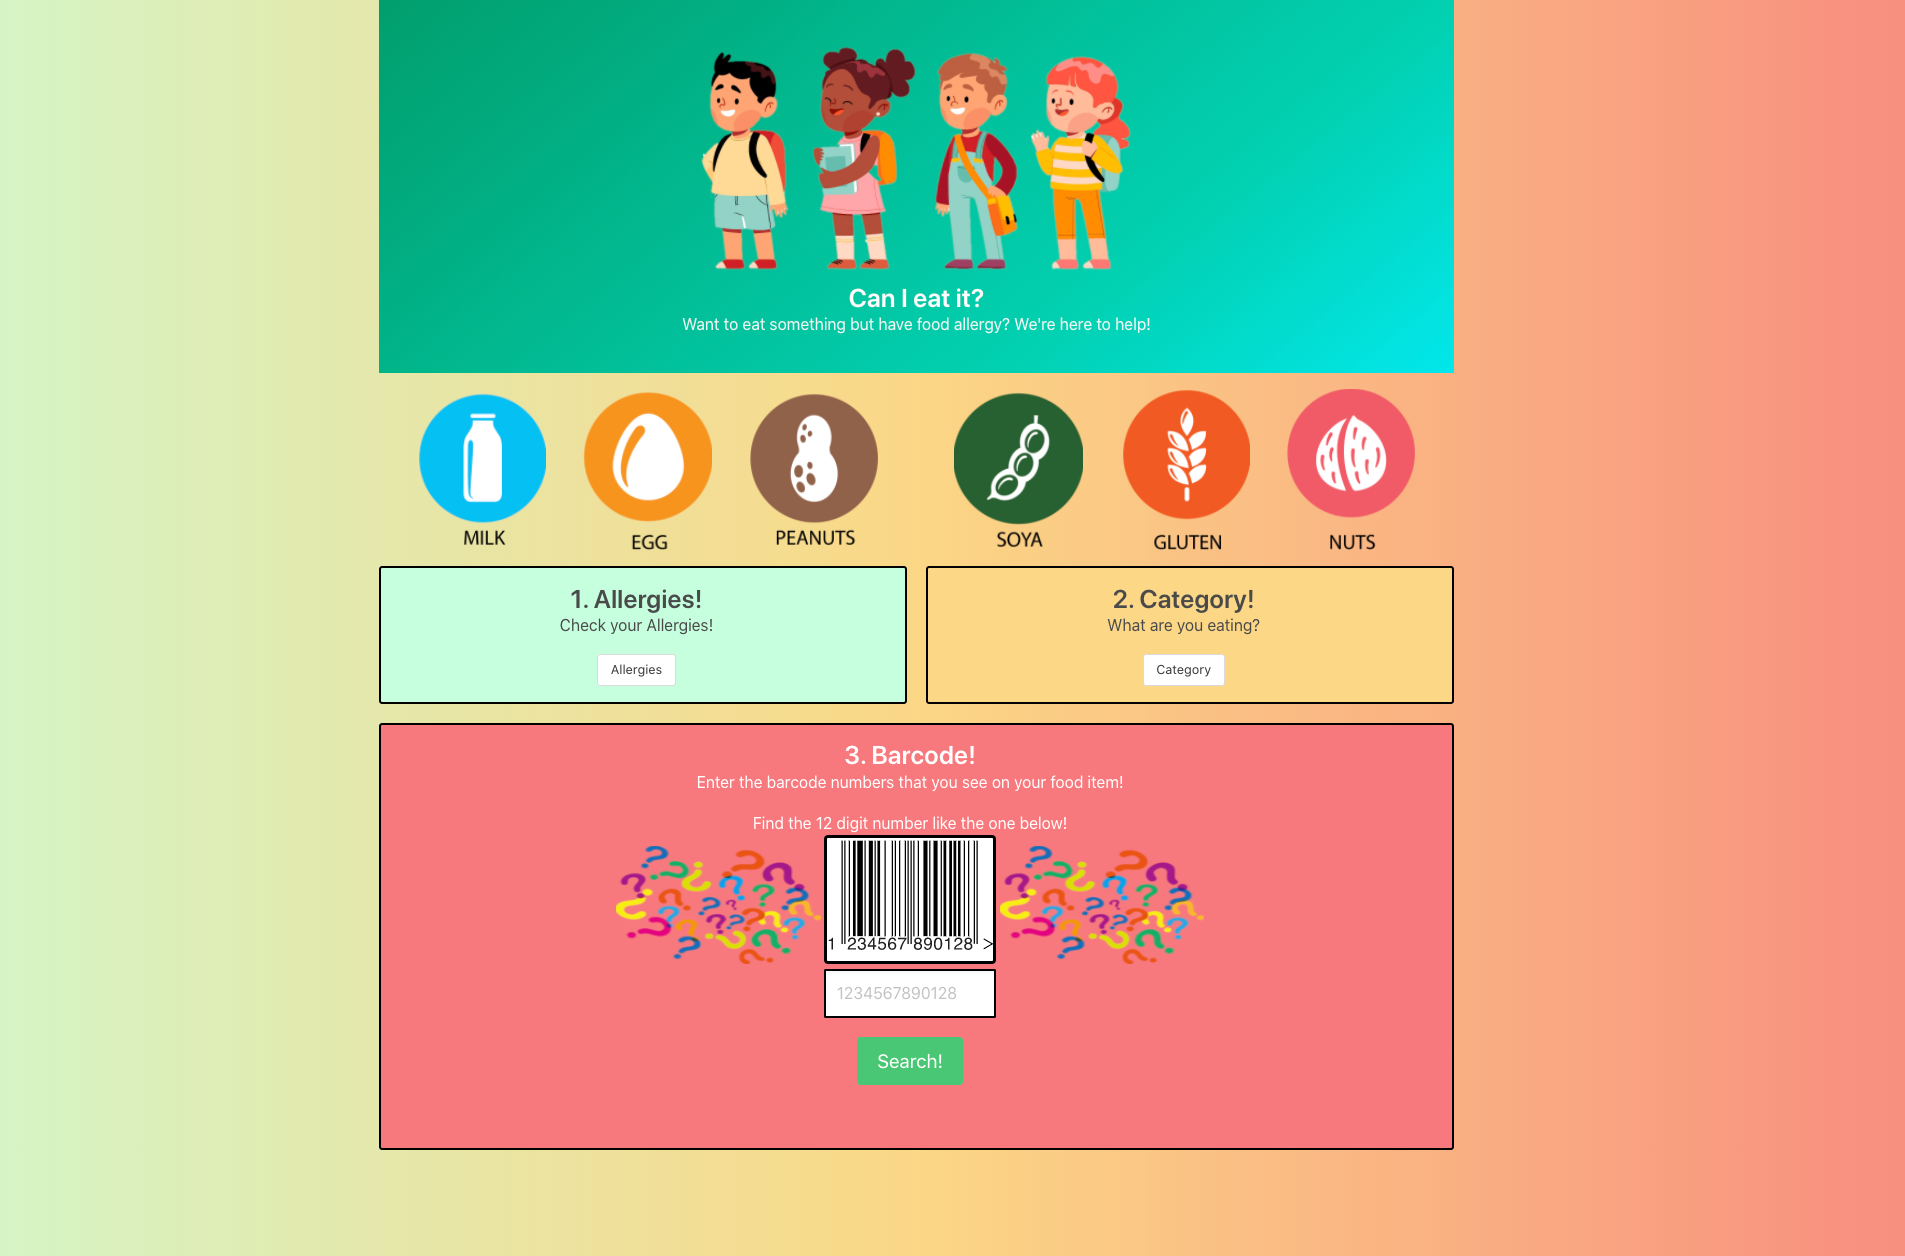 Can I eat it?
Want to eat something but have food allergy? We're here to help!
MILK
EGG
PEANUTS
SOYA
GLUTEN
NUTS
1. Allergies!
Check your Allergies!
Allergies
2. Category!
What are you eating?
Category
3. Barcode!
Enter the barcode numbers that you see on your food item!
Find the 12 digit number like the one below!
1 234567 890128 >
1234567890128
Search!